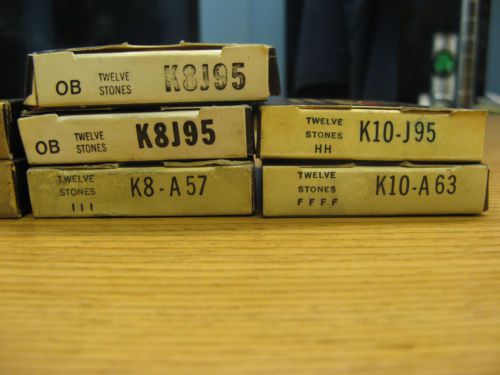 OB TWELVE STONES K8J95
OB TWELVE STONES K8J95
TWELVE STONES III K8-A57
TWELVE STONES HH K10-J95
TWELVE STONES FFFF K10-A63